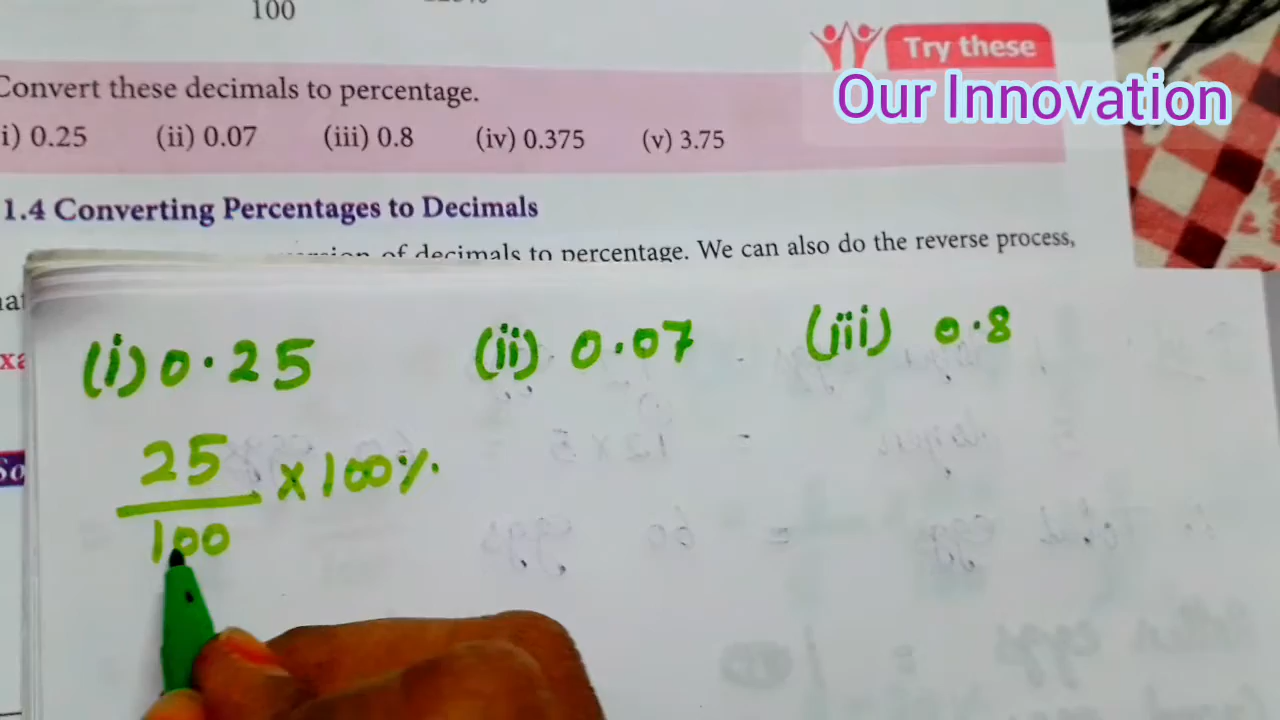 100
Try these
Our Innovation
Convert these decimals to percentage.
i) 0.25 (ii) 0.07 (iii) 0.8 (iv) 0.375 (v) 3.75
1.4 Converting Percentages to Decimals
of decimals to percentage. We can also do the reverse process,
(i) 0.25 (ii) 0.07 (iii) 0.8
25
× 100%
100